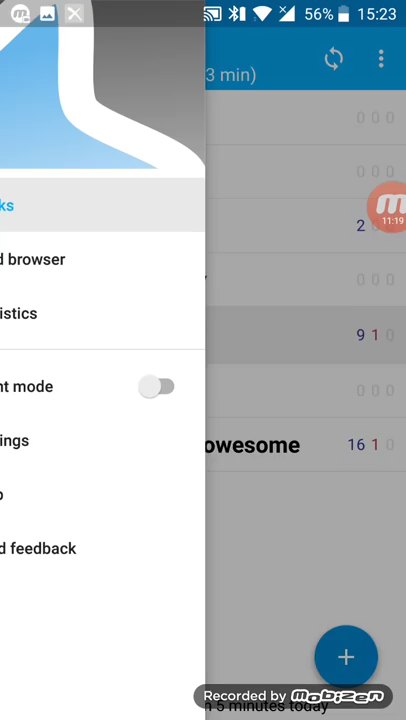 56% 15:23
3 min)
0 0 0
ks
0 0 0
11:19
2
d browser
0 0 0
istics
9 1 0
nt mode
0 0 0
ings
owesome
16 1 0
d feedback
Recorded by mobizen
n 5 minutes today